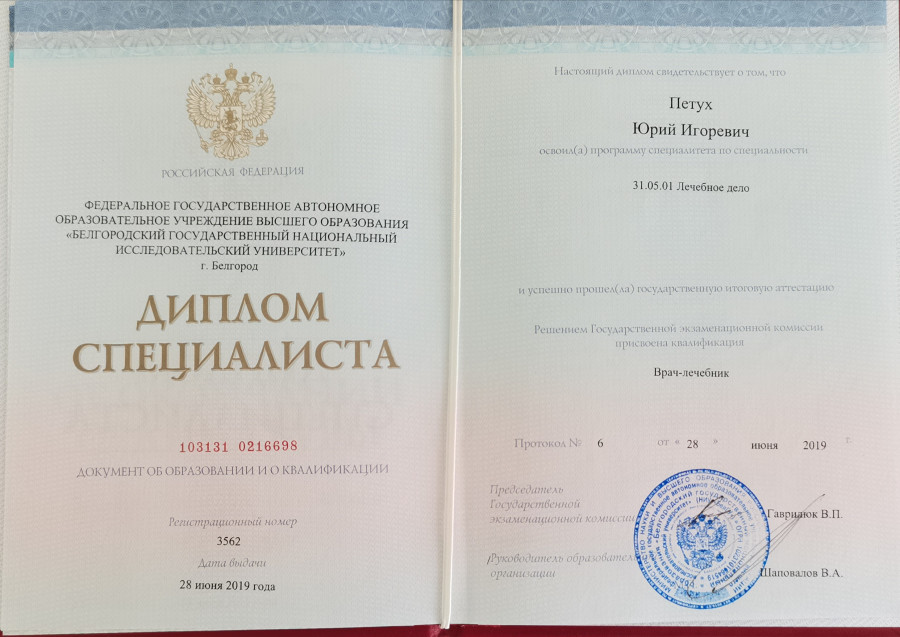 РОССИЙСКАЯ ФЕДЕРАЦИЯ
ФЕДЕРАЛЬНОЕ ГОСУДАРСТВЕННОЕ АВТОНОМНОЕ
ОБРАЗОВАТЕЛЬНОЕ УЧРЕЖДЕНИЕ ВЫСШЕГО ОБРАЗОВАНИЯ
«БЕЛГОРОДСКИЙ ГОСУДАРСТВЕННЫЙ НАЦИОНАЛЬНЫЙ
ИССЛЕДОВАТЕЛЬСКИЙ УНИВЕРСИТЕТ»
г. Белгород
ДИПЛОМ
СПЕЦИАЛИСТА
103131 0216698
ДОКУМЕНТ ОБ ОБРАЗОВАНИИ И О КВАЛИФИКАЦИИ
Регистрационный номер
3562
Дата выдачи
28 июня 2019 года
Настоящий диплом свидетельствует о том, что
Петух
Юрий Игоревич
освоил(а) программу специалитета по специальности
31.05.01 Лечебное дело
и успешно прошел(ла) государственную итоговую аттестацию
Решением Государственной экзаменационной комиссии
присвоена квалификация
Врач-лечебник
Протокол № 6 от « 28 » июня 2019 г.
Председатель
Государственной
экзаменационной комиссии Гаврилюк В.П.
Руководитель образовател
организации Шаповалов В.А.